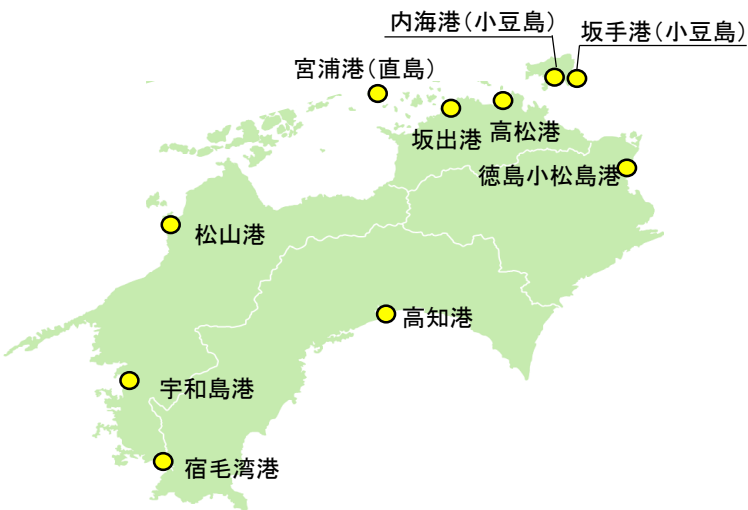 内海港(小豆島)
坂手港(小豆島)
宮浦港(直島)
坂出港
高松港
徳島小松島港
松山港
高知港
宇和島港
宿毛湾港